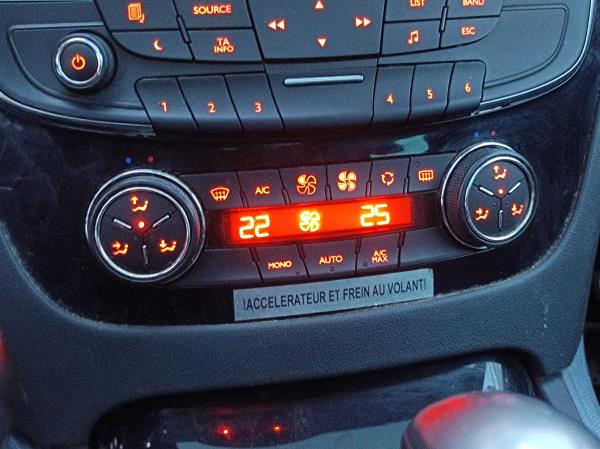 SOURCE
LIST
BAND
TA
INFO
ESC
1
2
3
4
5
6
A/C
22
25
MONO
AUTO
A/C
MAX
!ACCELERATEUR ET FREIN AU VOLANT!